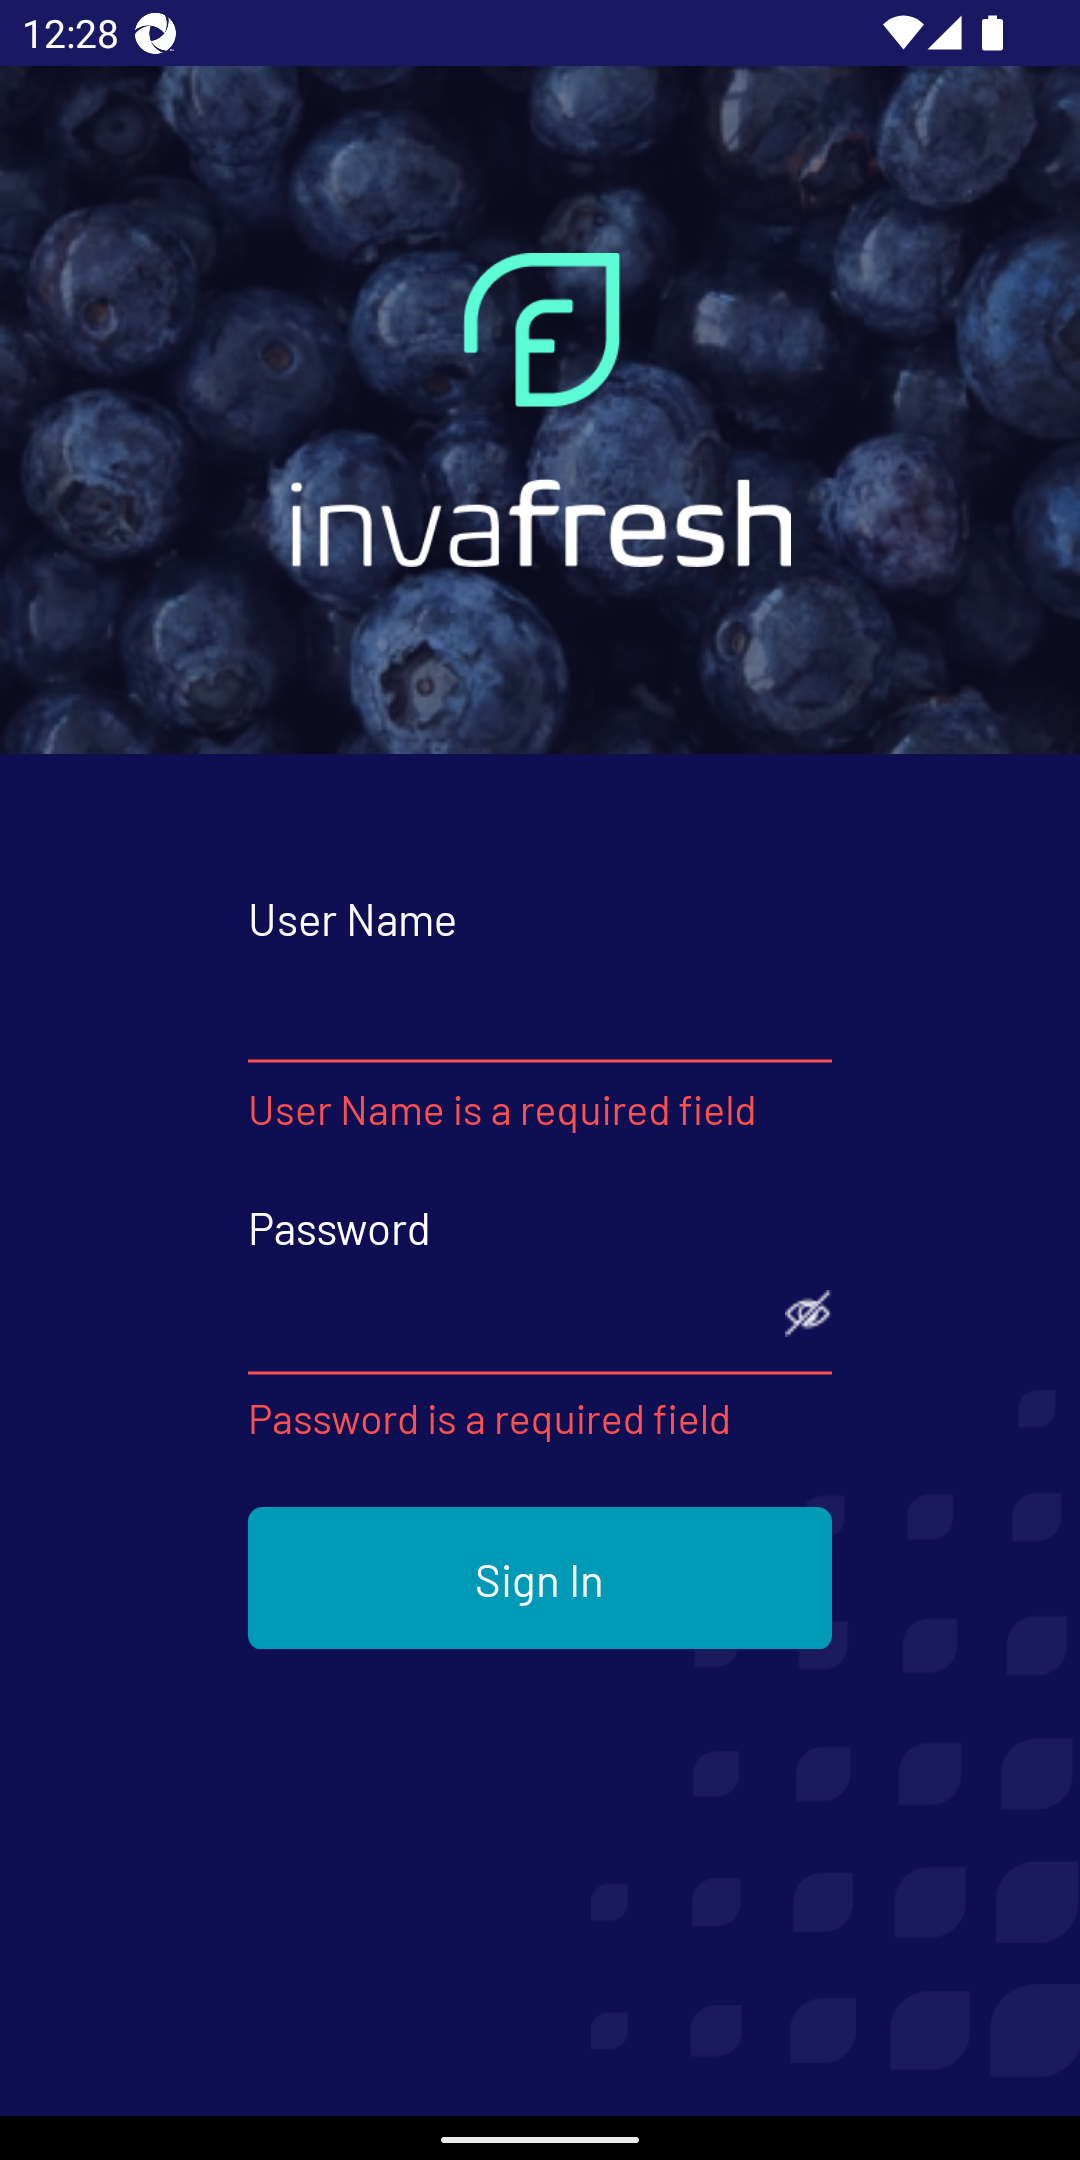 12:28
invafresh
User Name
User Name is a required field
Password
Password is a required field
Sign In